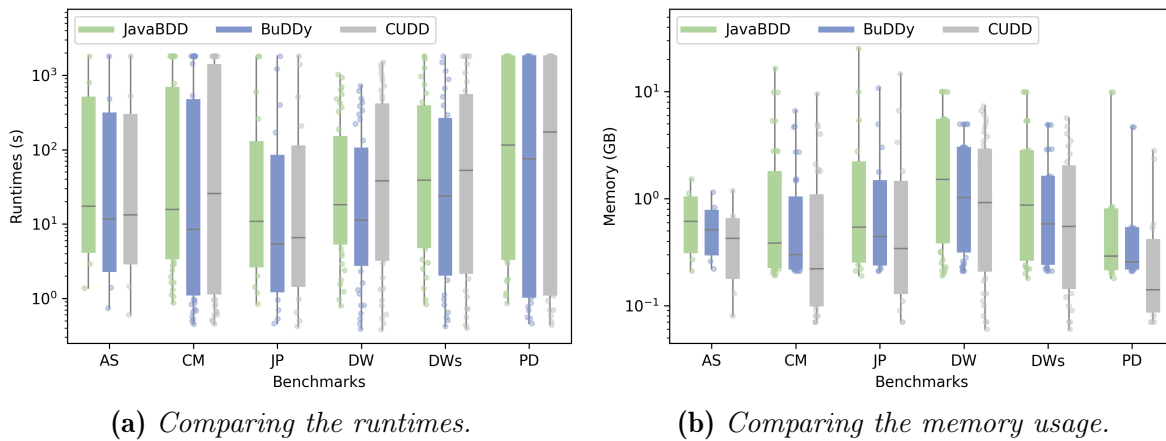 JavaBDD BuDDy CUDD
Runtimes (s)
10³
10²
10¹
10⁰
AS CM JP DW DWs PD
Benchmarks
(a) Comparing the runtimes.
JavaBDD BuDDy CUDD
Memory (GB)
10¹
10⁰
10⁻¹
AS CM JP DW DWs PD
Benchmarks
(b) Comparing the memory usage.